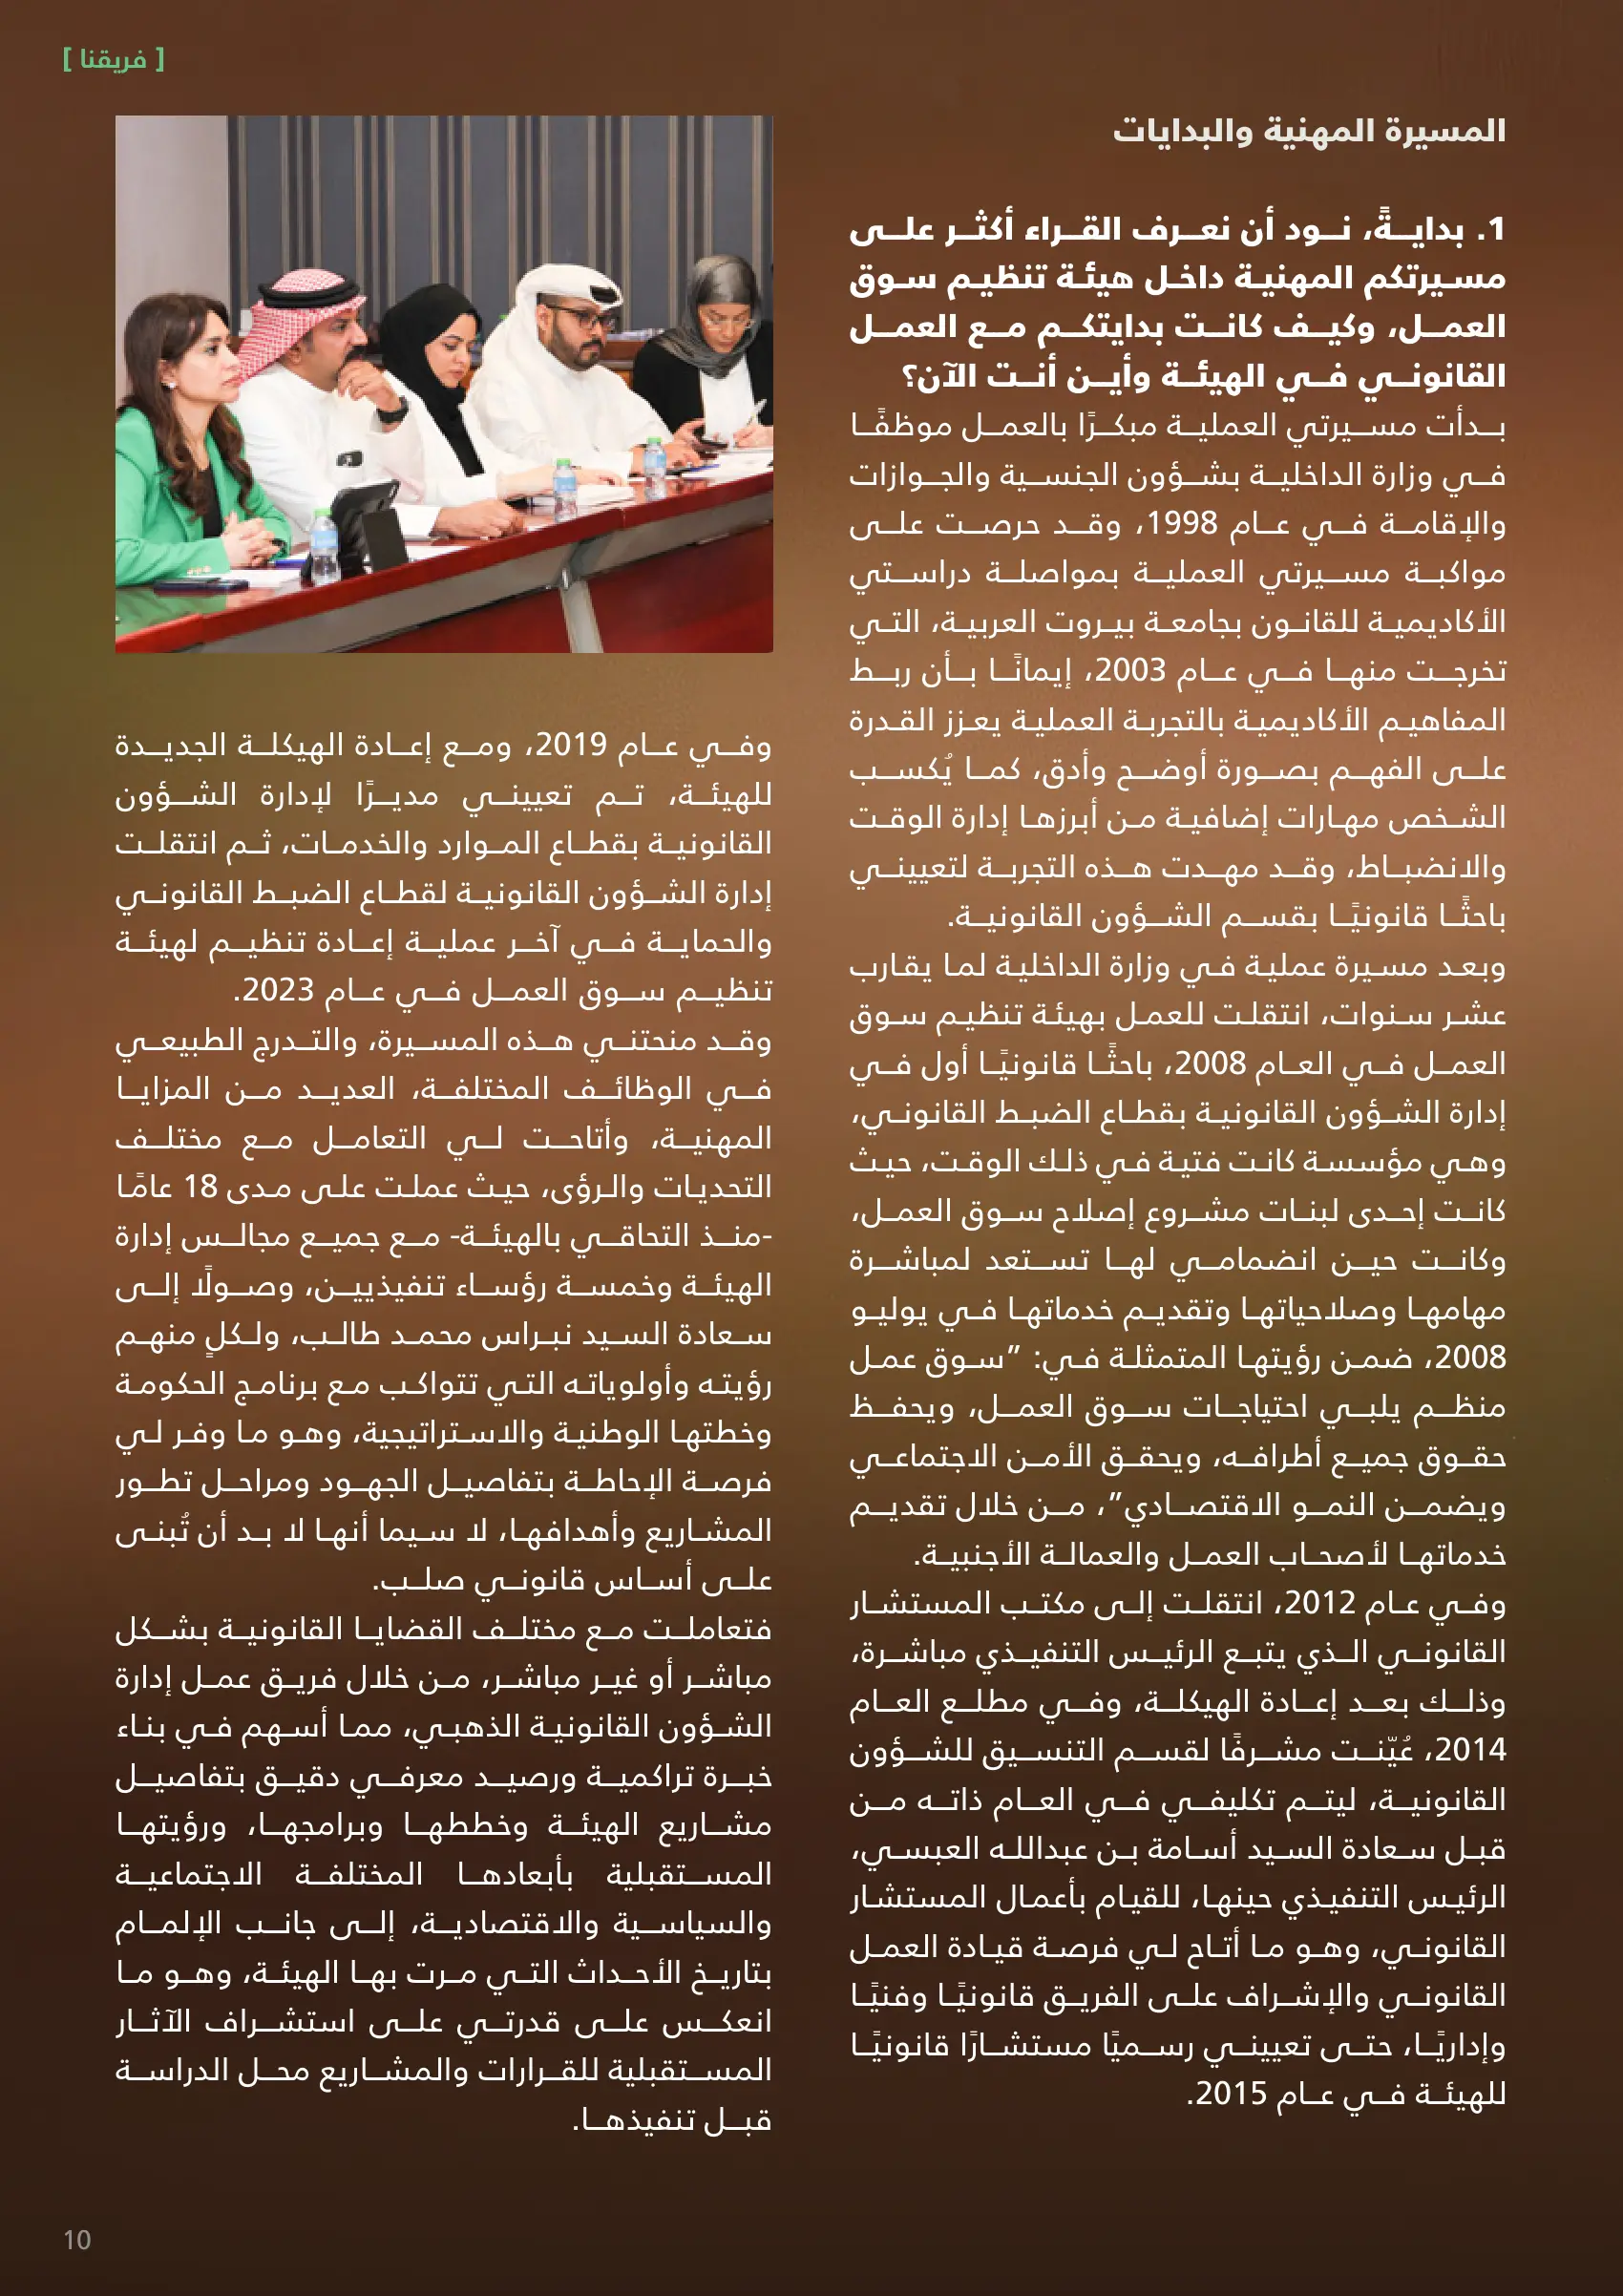 [ فريقنا ]
المسيرة المهنية والبدايات
1. بدايةً، نود أن نعرف القراء أكثر على
مسيرتكم المهنية داخل هيئة تنظيم سوق
العمل، وكيف كانت بدايتكم مع العمل
القانوني في الهيئة وأين أنت الآن؟
بدأت مسيرتي العملية مبكرًا بالعمل موظفًا
في وزارة الداخلية بشؤون الجنسية والجوازات
والإقامة في عام 1998، وقد حرصت على
مواكبة مسيرتي العملية بمواصلة دراستي
الأكاديمية للقانون بجامعة بيروت العربية، التي
تخرجت منها في عام 2003، إيمانًا بأن ربط
المفاهيم الأكاديمية بالتجربة العملية يعزز القدرة
على الفهم بصورة أوضح وأدق، كما يُكسب
الشخص مهارات إضافية من أبرزها إدارة الوقت
والانضباط، وقد مهدت هذه التجربة لتعييني
باحثًا قانونيًا بقسم الشؤون القانونية.
وبعد مسيرة عملية في وزارة الداخلية لما يقارب
عشر سنوات، انتقلت للعمل بهيئة تنظيم سوق
العمل في العام 2008، باحثًا قانونيًا أول في
إدارة الشؤون القانونية بقطاع الضبط القانوني،
وهي مؤسسة كانت فتية في ذلك الوقت، حيث
كانت إحدى لبنات مشروع إصلاح سوق العمل،
وكانت حين انضمامي لها تستعد لمباشرة
مهامها وصلاحياتها وتقديم خدماتها في يوليو
2008، ضمن رؤيتها المتمثلة في: "سوق عمل
منظم يلبي احتياجات سوق العمل، ويحفظ
حقوق جميع أطرافه، ويحقق الأمن الاجتماعي
ويضمن النمو الاقتصادي"، من خلال تقديم
خدماتها لأصحاب العمل والعمالة الأجنبية.
وفي عام 2012، انتقلت إلى مكتب المستشار
القانوني الذي يتبع الرئيس التنفيذي مباشرة،
وذلك بعد إعادة الهيكلة، وفي مطلع العام
2014، عُيّنت مشرفًا لقسم التنسيق للشؤون
القانونية، ليتم تكليفي في العام ذاته من
قبل سعادة السيد أسامة بن عبدالله العبسي،
الرئيس التنفيذي حينها، للقيام بأعمال المستشار
القانوني، وهو ما أتاح لي فرصة قيادة العمل
القانوني والإشراف على الفريق قانونيًا وفنيًا
وإداريًا، حتى تعييني رسميًا مستشارًا قانونيًا
للهيئة في عام 2015.
وفي عام 2019، ومع إعادة الهيكلة الجديدة
للهيئة، تم تعييني مديرًا لإدارة الشؤون
القانونية بقطاع الموارد والخدمات، ثم انتقلت
إدارة الشؤون القانونية لقطاع الضبط القانوني
والحماية في آخر عملية إعادة تنظيم لهيئة
تنظيم سوق العمل في عام 2023.
وقد منحتني هذه المسيرة، والتدرج الطبيعي
في الوظائف المختلفة، العديد من المزايا
المهنية، وأتاحت لي التعامل مع مختلف
التحديات والرؤى، حيث عملت على مدى 18 عامًا
-منذ التحاقي بالهيئة- مع جميع مجالس إدارة
الهيئة وخمسة رؤساء تنفيذيين، وصولًا إلى
سعادة السيد نبراس محمد طالب، ولكلٍ منهم
رؤيته وأولوياته التي تتواكب مع برنامج الحكومة
وخطتها الوطنية والاستراتيجية، وهو ما وفر لي
فرصة الإحاطة بتفاصيل الجهود ومراحل تطور
المشاريع وأهدافها، لا سيما أنها لا بد أن تُبنى
على أساس قانوني صلب.
فتعاملت مع مختلف القضايا القانونية بشكل
مباشر أو غير مباشر، من خلال فريق عمل إدارة
الشؤون القانونية الذهبي، مما أسهم في بناء
خبرة تراكمية ورصيد معرفي دقيق بتفاصيل
مشاريع الهيئة وخططها وبرامجها، ورؤيتها
المستقبلية بأبعادها المختلفة الاجتماعية
والسياسية والاقتصادية، إلى جانب الإلمام
بتاريخ الأحداث التي مرت بها الهيئة، وهو ما
انعكس على قدرتي على استشراف الآثار
المستقبلية للقرارات والمشاريع محل الدراسة
قبل تنفيذها.
10